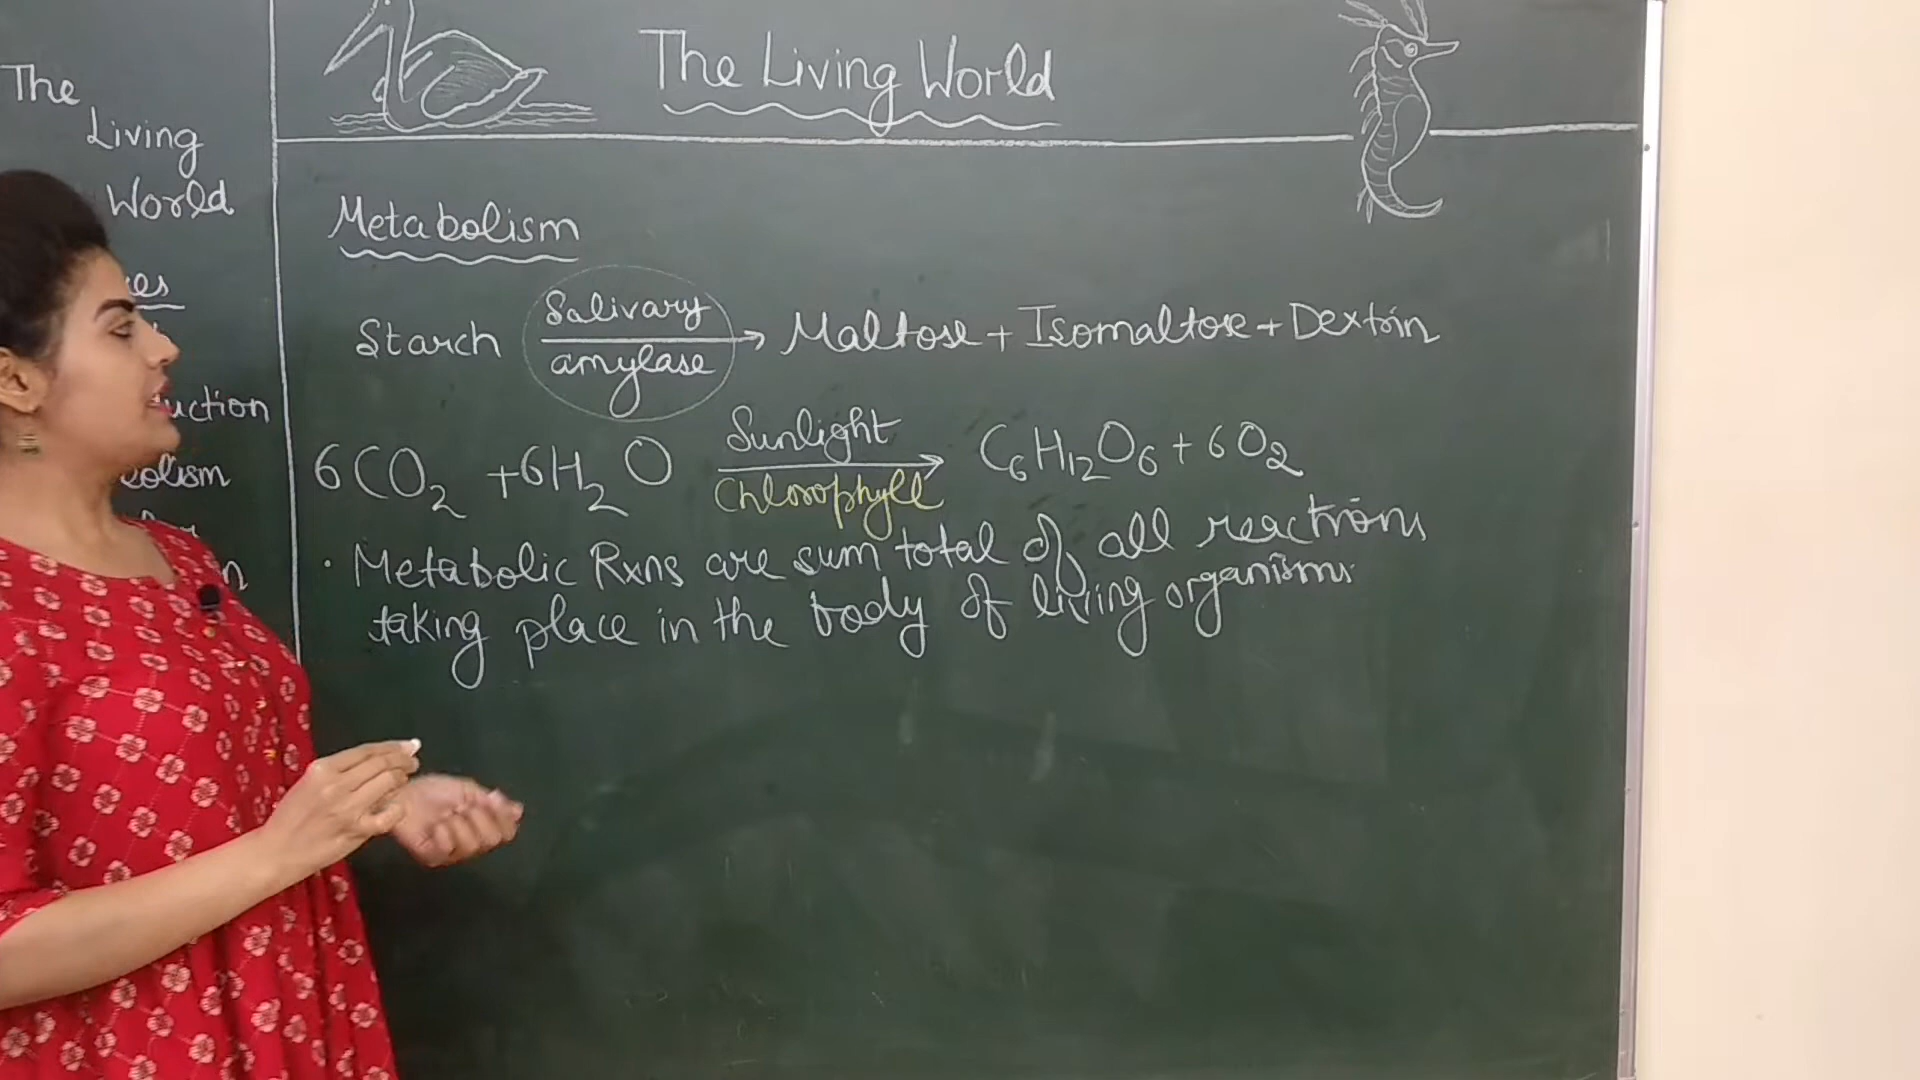 The
Living
World
The Living World
Metabolism
Starch Salivary amylase → Maltose + Isomaltose + Dextrin
6CO₂ + 6H₂O Sunlight Chlorophyll → C₆H₁₂O₆ + 6O₂
· Metabolic Rxns are sum total of all reactions
taking place in the body of living organisms